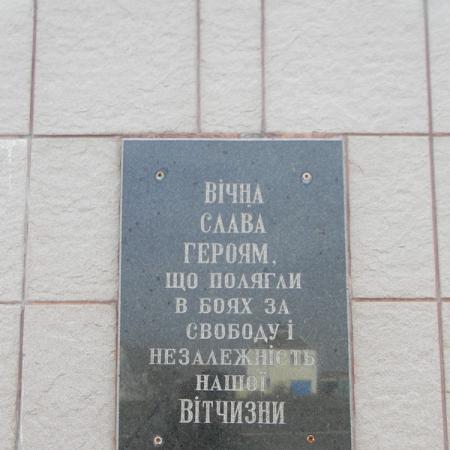 ВІЧНА
СЛАВА
ГЕРОЯМ,
ЩО ПОЛЯГЛИ
В БОЯХ ЗА
СВОБОДУ І
НЕЗАЛЕЖНІСТЬ
НАШОЇ
ВІТЧИЗНИ